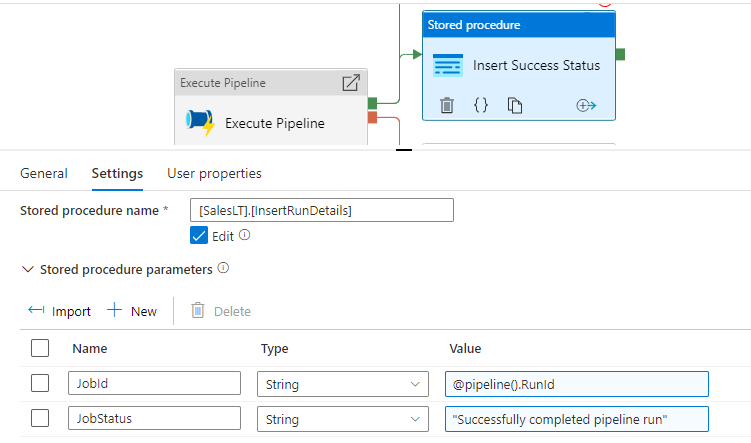 Stored procedure
Insert Success Status
{}
Execute Pipeline
Execute Pipeline
General Settings User properties
Stored procedure name * [SalesLT].[InsertRunDetails]
Edit
Stored procedure parameters
Import New Delete
Name Type Value
JobId String @pipeline().RunId
JobStatus String "Successfully completed pipeline run"